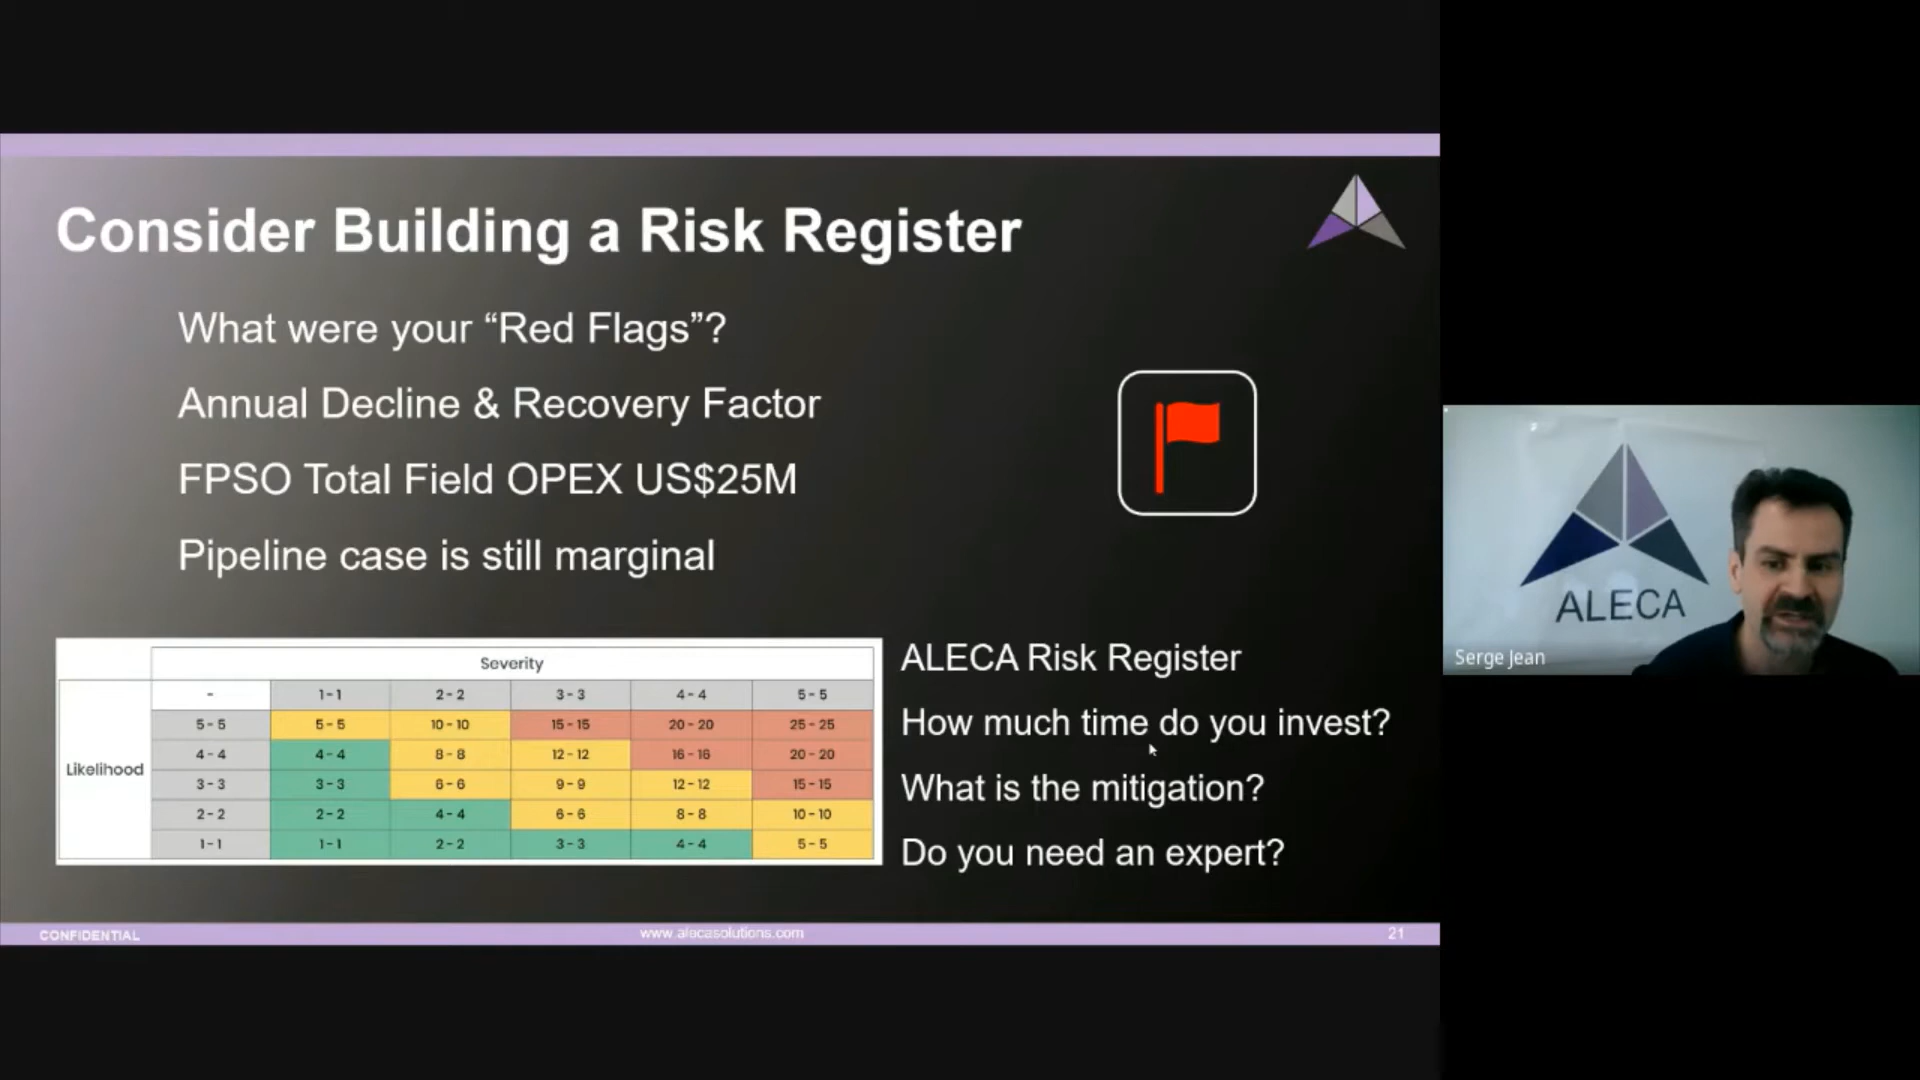 Consider Building a Risk Register
What were your “Red Flags”?
Annual Decline & Recovery Factor
FPSO Total Field OPEX US$25M
Pipeline case is still marginal
Severity
- 1-1 2-2 3-3 4-4 5-5
5-5 5-5 10-10 15-15 20-20 25-25
4-4 4-4 8-8 12-12 16-16 20-20
Likelihood
3-3 3-3 6-6 9-9 12-12 15-15
2-2 2-2 4-4 6-6 8-8 10-10
1-1 1-1 2-2 3-3 4-4 5-5
ALECA Risk Register
How much time do you invest?
What is the mitigation?
Do you need an expert?
CONFIDENTIAL
www.alecasolutions.com
21
ALECA
Serge Jean